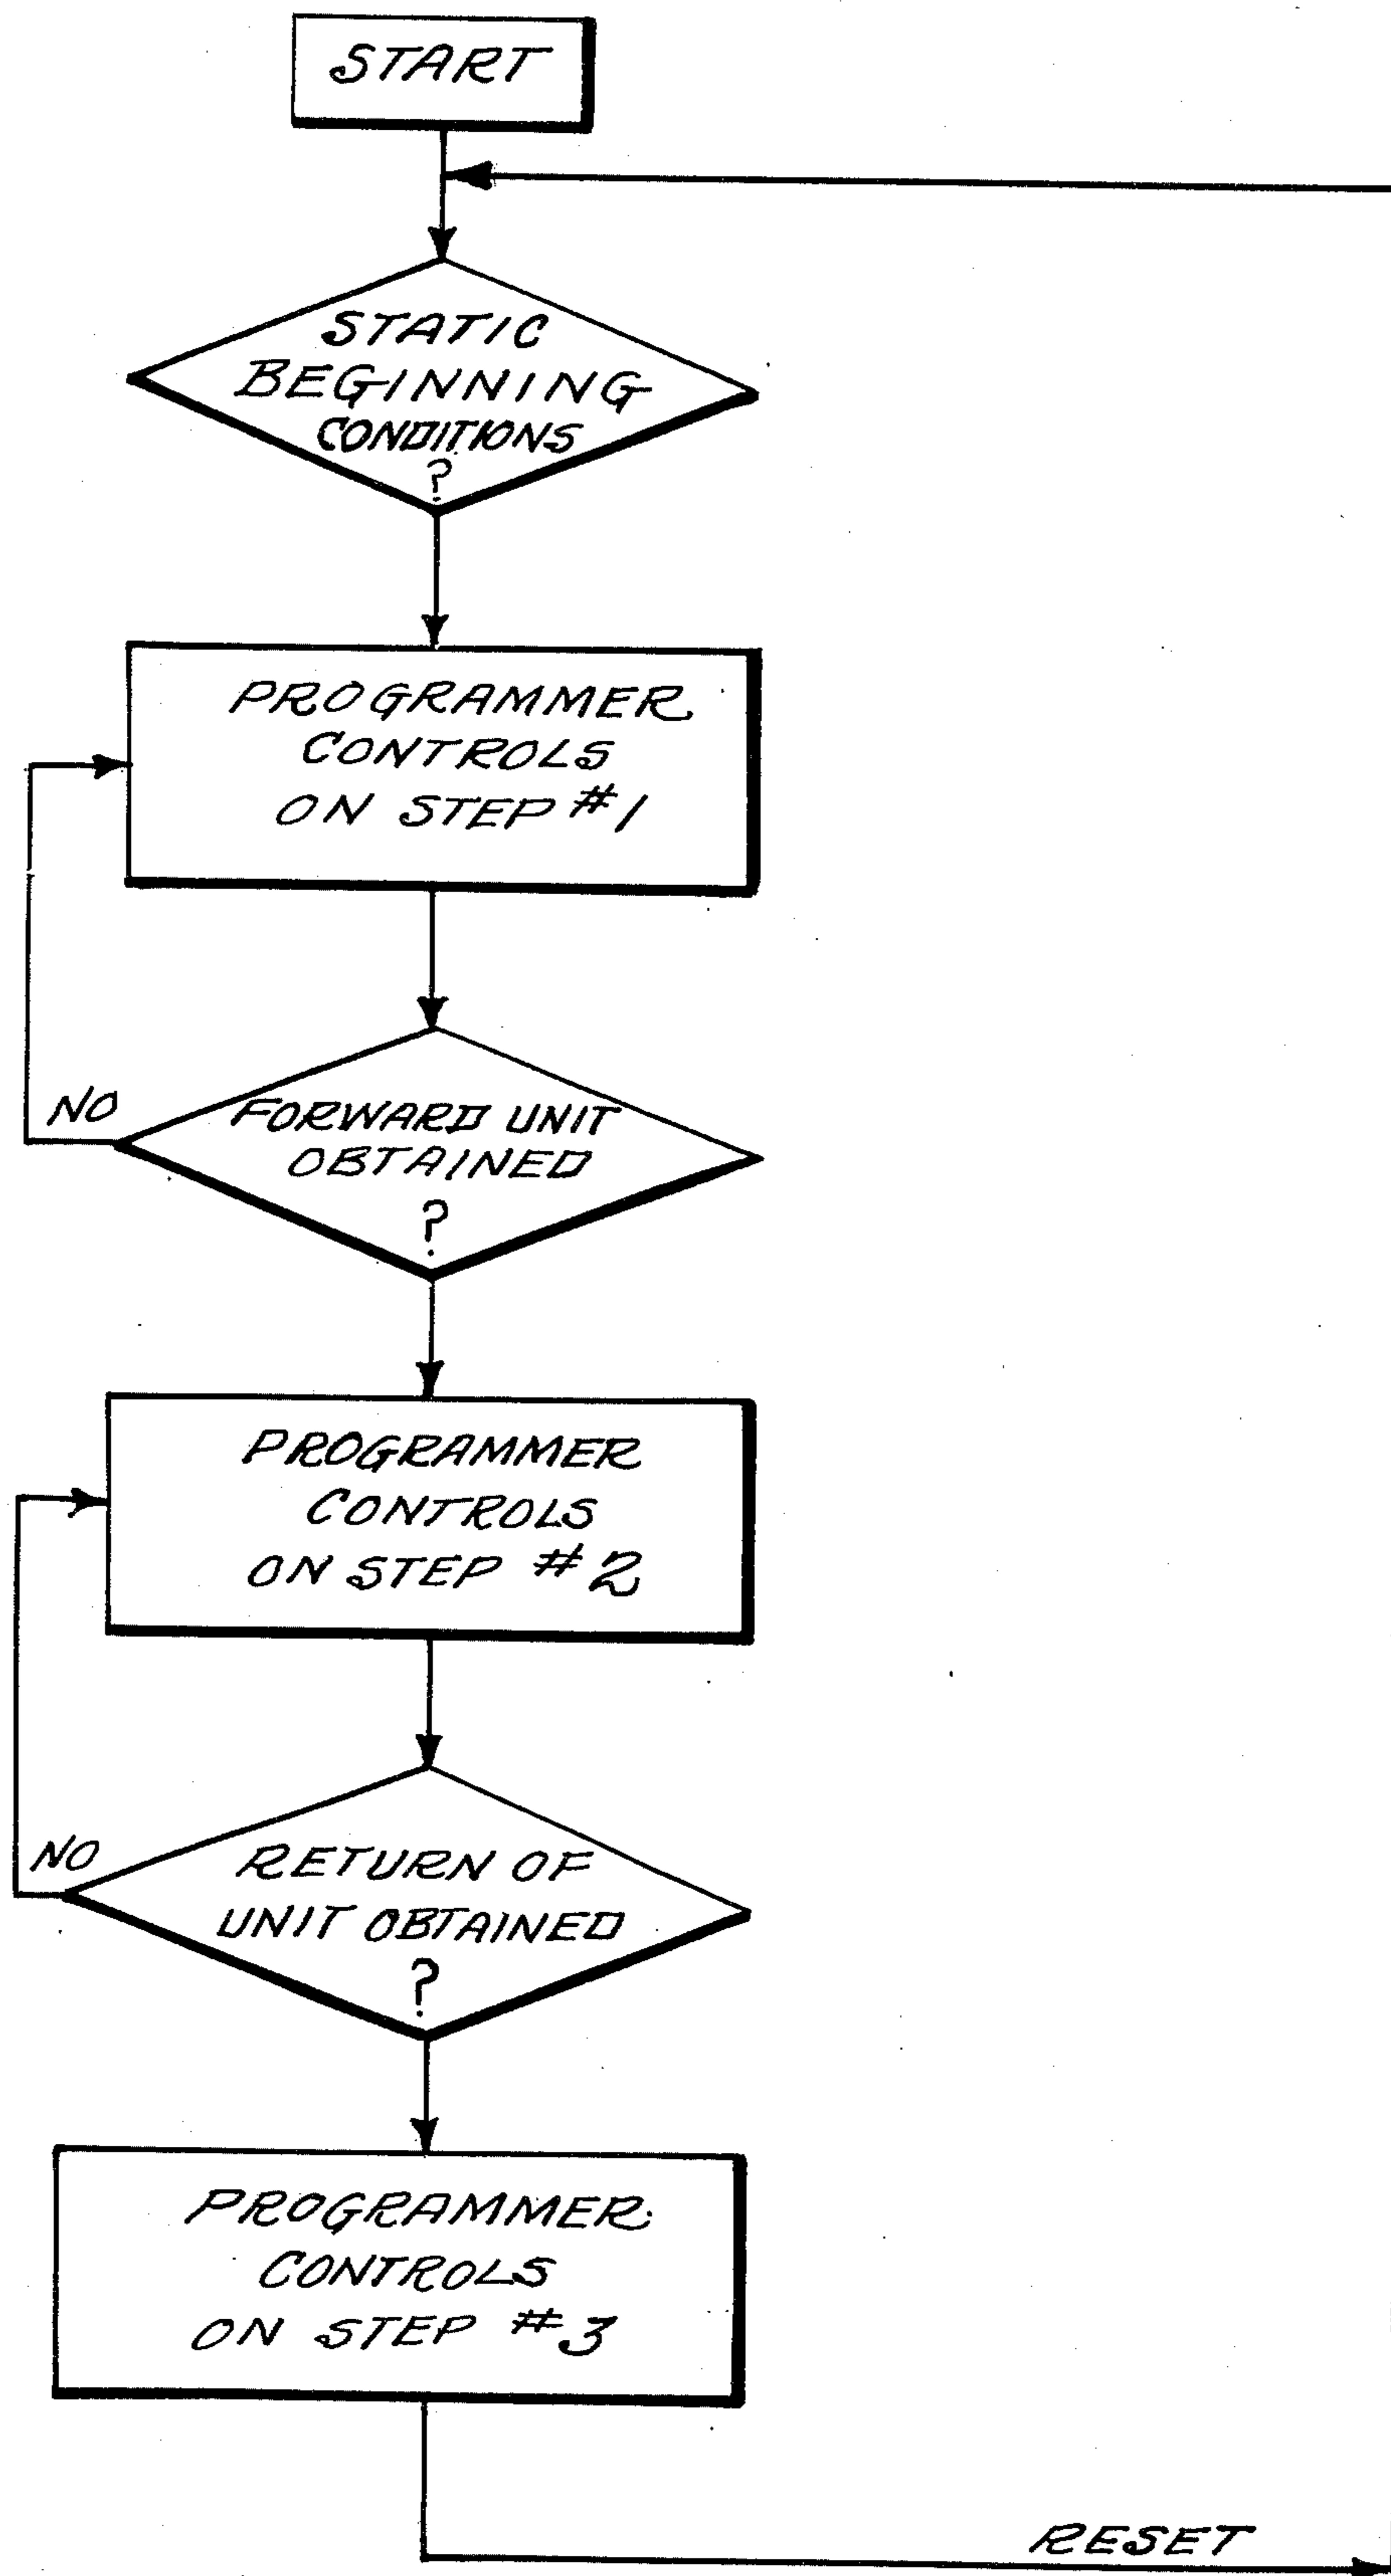 START
STATIC
BEGINNING
CONDITIONS
?
PROGRAMMER
CONTROLS
ON STEP #1
NO
FORWARD UNIT
OBTAINED
?
PROGRAMMER
CONTROLS
ON STEP #2
NO
RETURN OF
UNIT OBTAINED
?
PROGRAMMER
CONTROLS
ON STEP #3
RESET